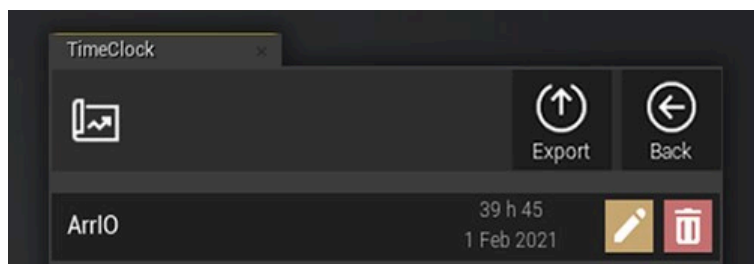 TimeClock
Export
Back
ArrIO
39 h 45
1 Feb 2021